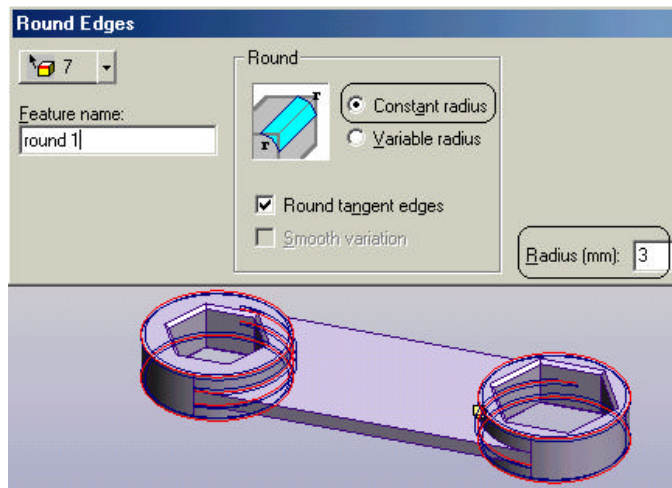 Round Edges
7
Feature name:
round 1
Round
r
r
Constant radius
Variable radius
Round tangent edges
Smooth variation
Radius (mm): 3